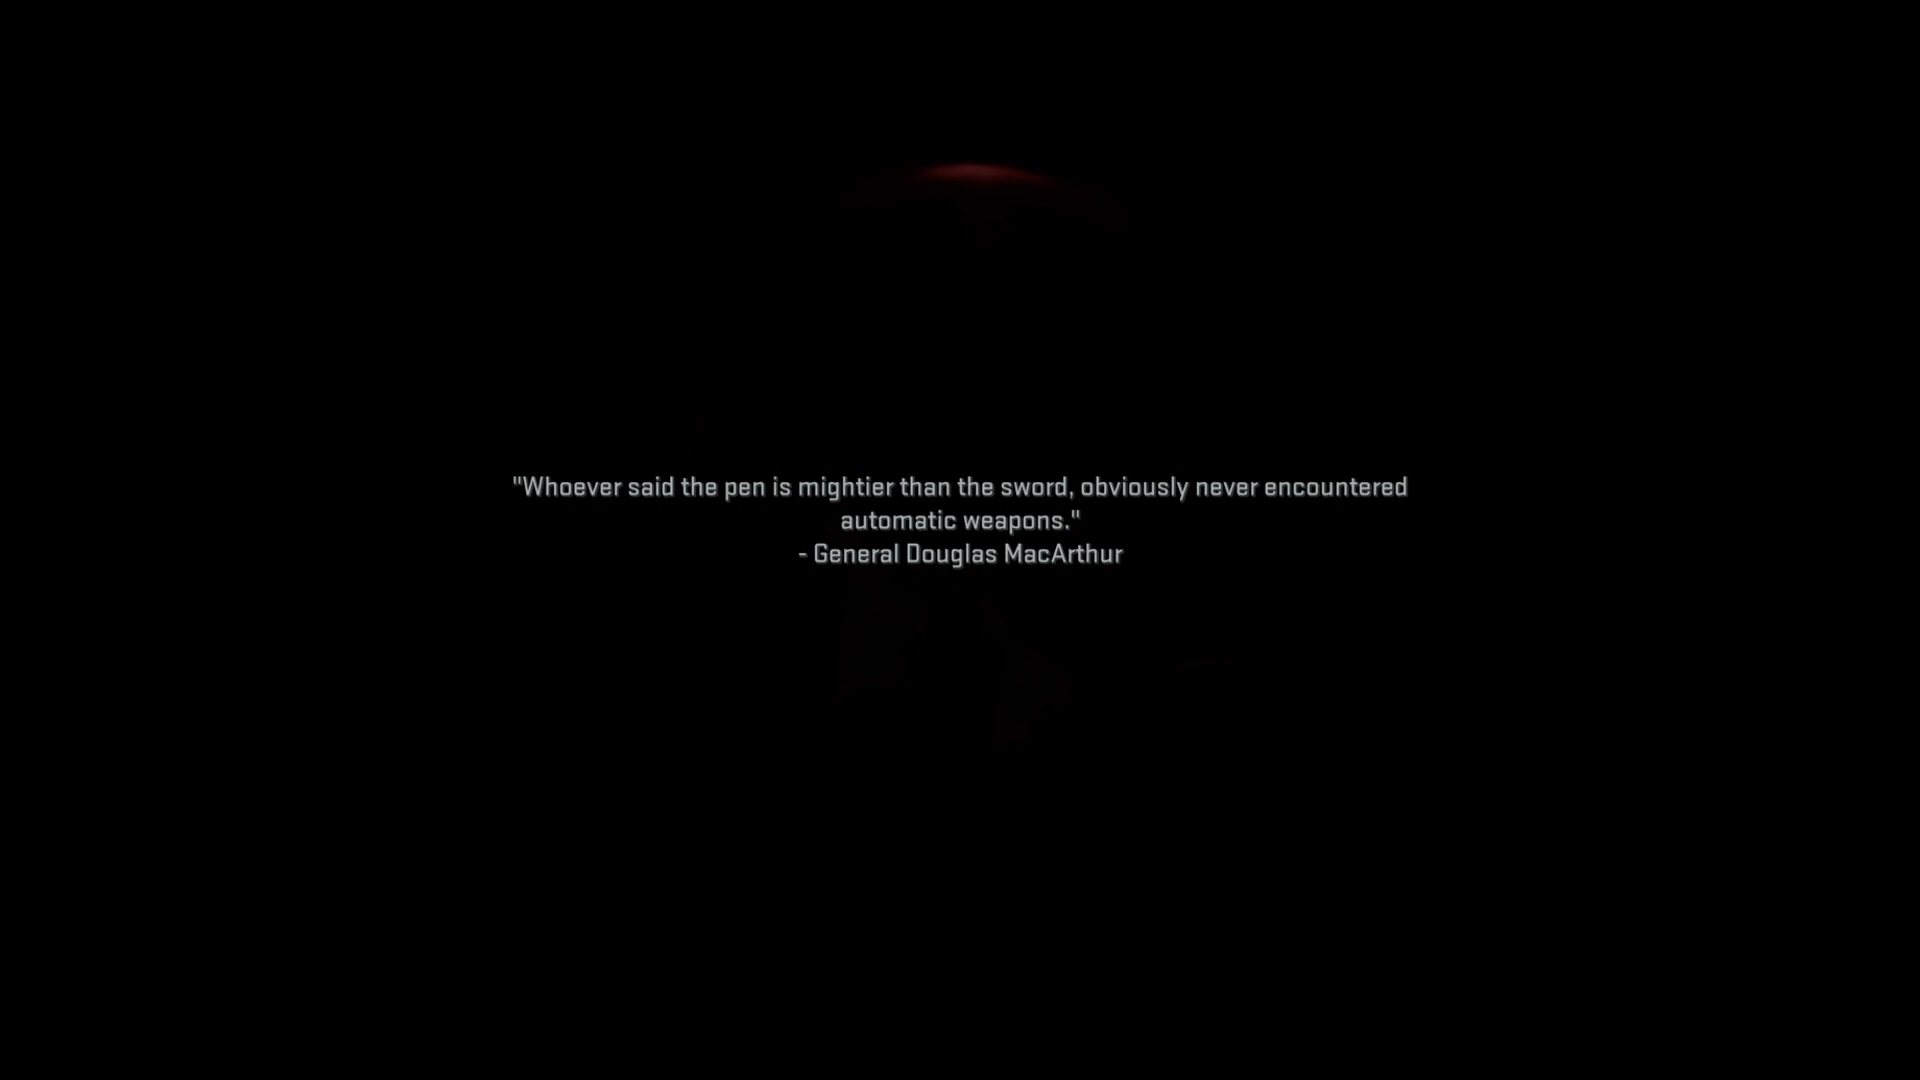 "Whoever said the pen is mightier than the sword, obviously never encountered
automatic weapons."
- General Douglas MacArthur